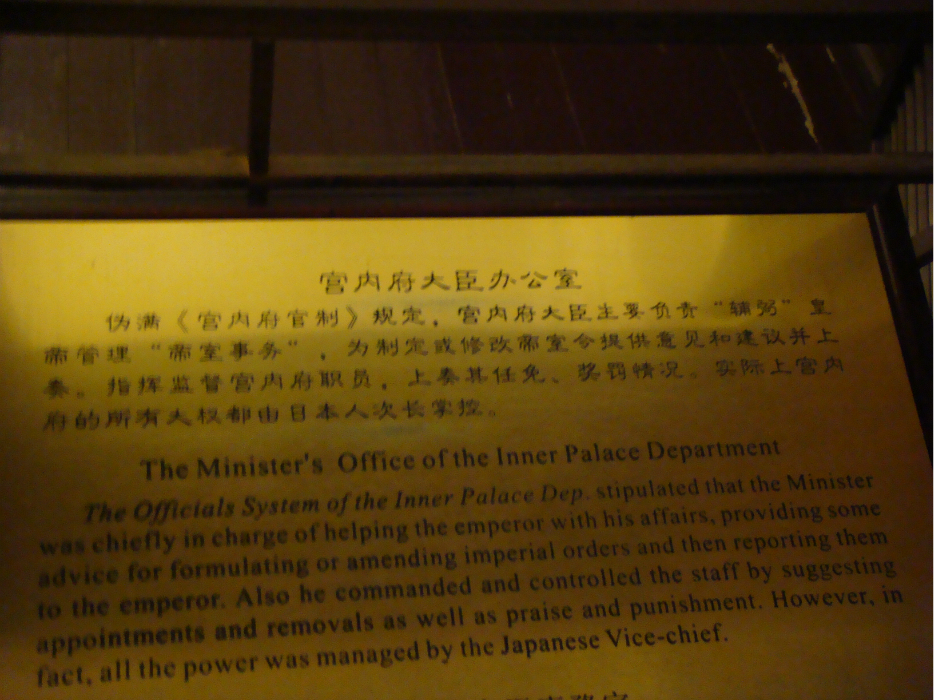 宫内府大臣办公室
伪满《宫内府官制》规定，宫内府大臣主要负责“辅弼”皇
帝管理“帝室事务”，为制定或修改帝室令提供意见和建议并上
奏。指挥监督宫内府职员，上奏其任免、奖罚情况。实际上宫内
府的所有大权都由日本人次长掌控。
The Minister's Office of the Inner Palace Department
The Officials System of the Inner Palace Dep. stipulated that the Minister
was chiefly in charge of helping the emperor with his affairs, providing some
advice for formulating or amending imperial orders and then reporting them
to the emperor. Also he commanded and controlled the staff by suggesting
appointments and removals as well as praise and punishment. However, in
fact, all the power was managed by the Japanese Vice-chief.